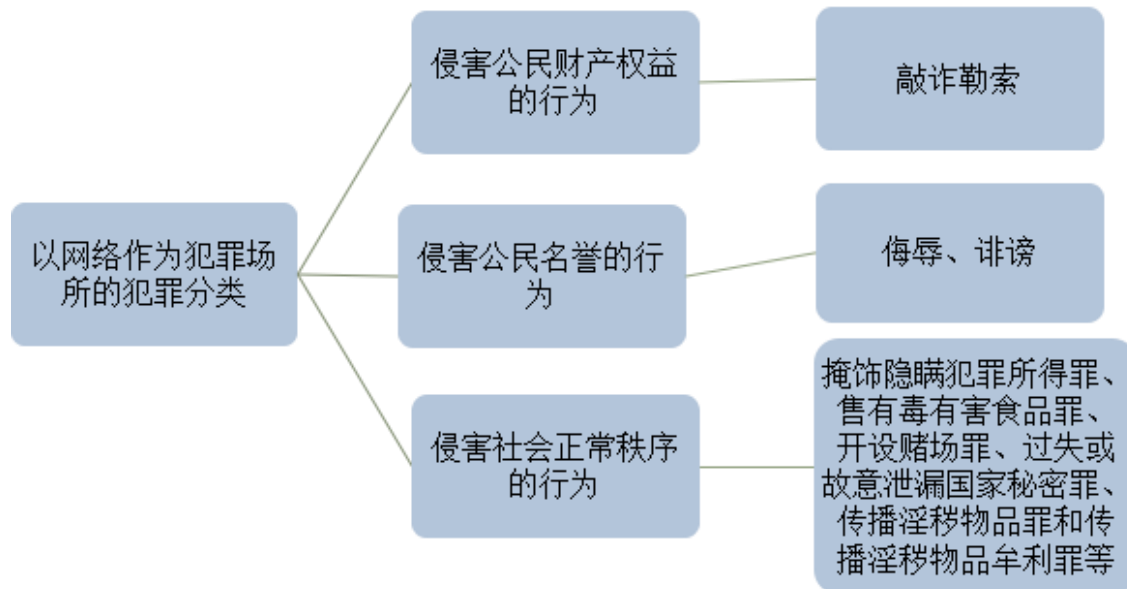 以网络作为犯罪场
所的犯罪分类
侵害公民财产权益
的行为
敲诈勒索
侵害公民名誉的行
为
侮辱、诽谤
侵害社会正常秩序
的行为
掩饰隐瞒犯罪所得罪、
售有毒有害食品罪、
开设赌场罪、过失或
故意泄漏国家秘密罪、
传播淫秽物品罪和传
播淫秽物品牟利罪等